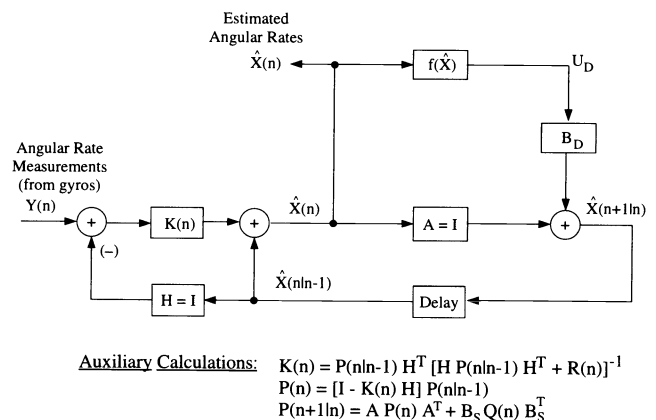 Estimated
Angular Rates
X̂(n)
f(X̂)
U_D
B_D
Angular Rate
Measurements
(from gyros)
Y(n)
+
K(n)
+
X̂(n)
A = I
+
X̂(n+1|n)
(−)
H = I
X̂(n|n-1)
Delay
Auxiliary Calculations: K(n) = P(n|n-1) H^T [H P(n|n-1) H^T + R(n)]^-1
P(n) = [I - K(n) H] P(n|n-1)
P(n+1|n) = A P(n) A^T + B_S Q(n) B_S^T